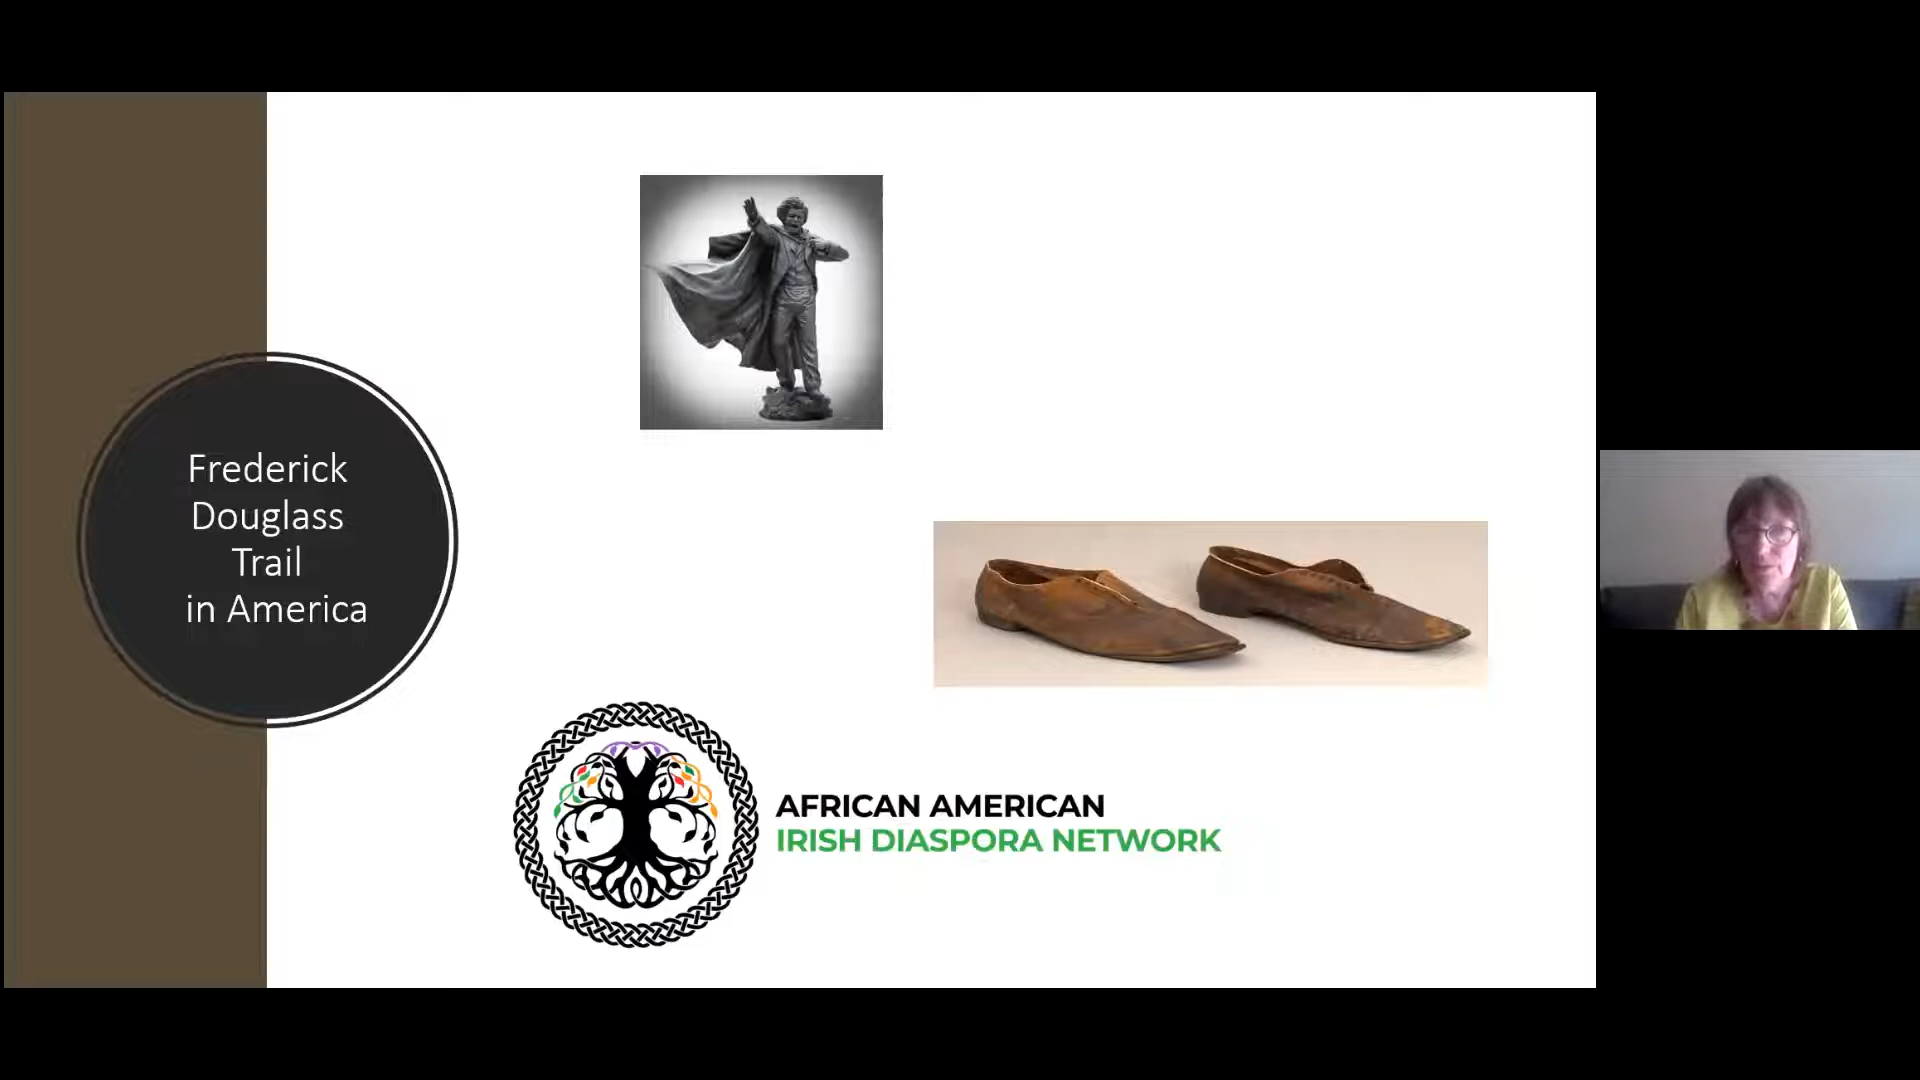 Frederick
Douglass
Trail
in America
AFRICAN AMERICAN
IRISH DIASPORA NETWORK